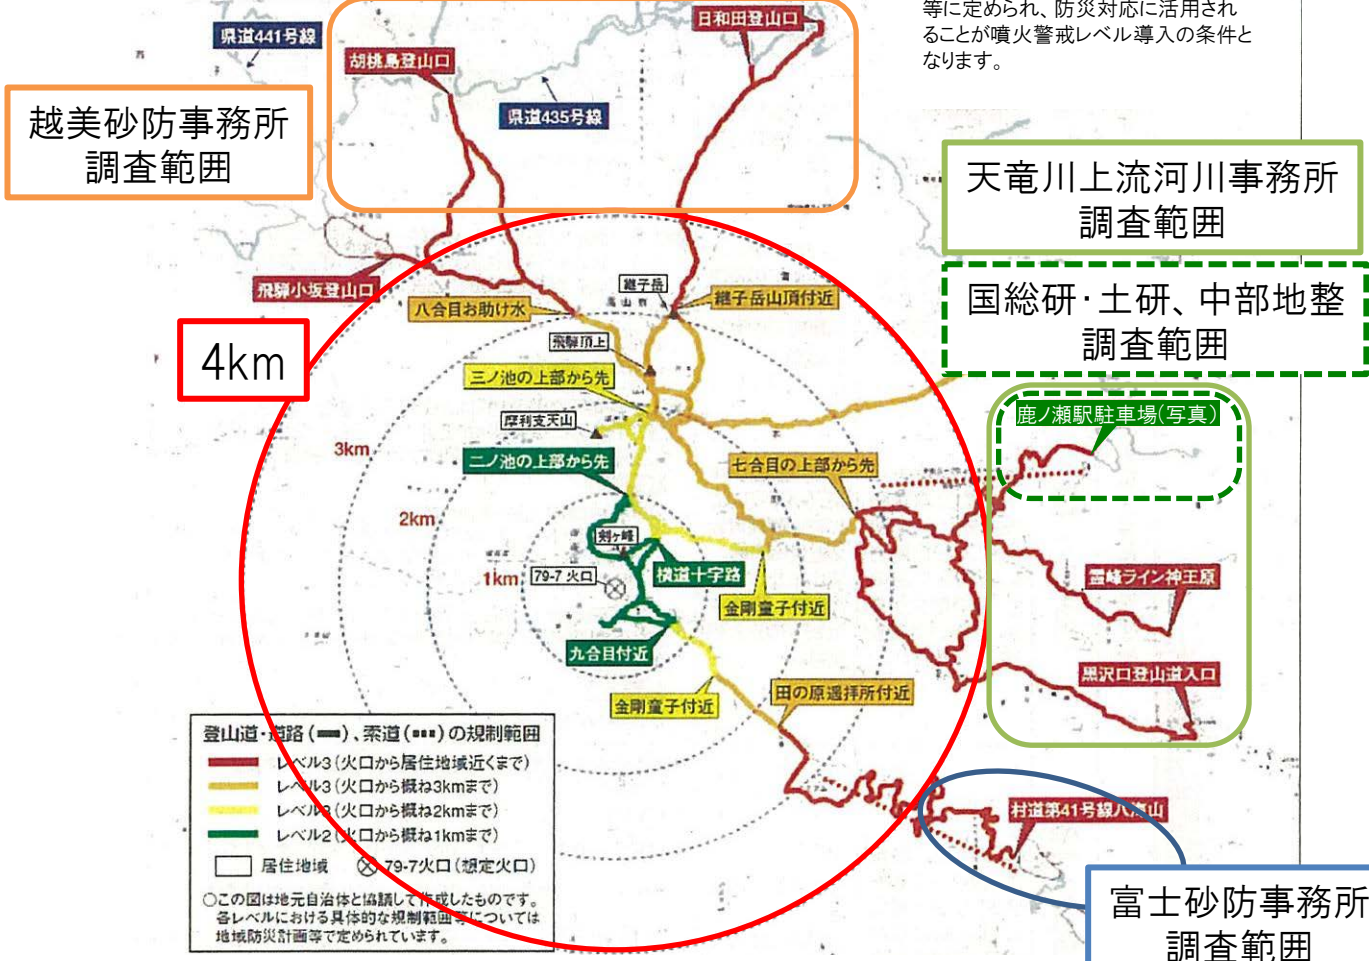 等に定められ、防災対応に活用され
ることが噴火警戒レベル導入の条件と
なります。
県道441号線
胡桃島登山口
日和田登山口
県道435号線
越美砂防事務所
調査範囲
天竜川上流河川事務所
調査範囲
国総研・土研、中部地整
調査範囲
飛騨小坂登山口
八合目お助け水
継子岳
継子岳山頂付近
4km
飛騨頂上
三ノ池の上部から先
摩利支天山
鹿ノ瀬駅駐車場(写真)
3km
二ノ池の上部から先
七合目の上部から先
2km
剣ヶ峰
1km
79-7 火口
横道十字路
霊峰ライン神王原
金剛童子付近
九合目付近
黒沢口登山道入口
金剛童子付近
田の原遥拝所付近
村道第41号線八海山
登山道・道路(━)、索道(┅)の規制範囲
レベル3(火口から居住地域近くまで)
レベル3(火口から概ね3kmまで)
レベル3(火口から概ね2kmまで)
レベル2(火口から概ね1kmまで)
居住地域 79-7火口(想定火口)
○この図は地元自治体と協議して作成したものです。
各レベルにおける具体的な規制範囲等については
地域防災計画等で定められています。
富士砂防事務所
調査範囲